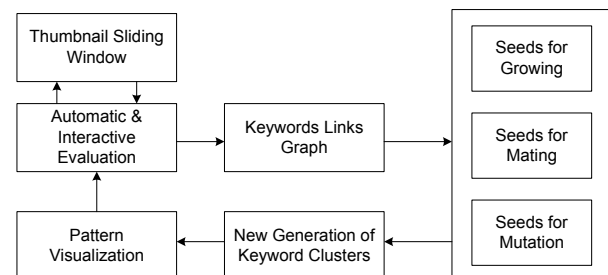 Thumbnail Sliding
Window
Automatic &
Interactive
Evaluation
Keywords Links
Graph
Seeds for
Growing
Seeds for
Mating
Seeds for
Mutation
New Generation of
Keyword Clusters
Pattern
Visualization